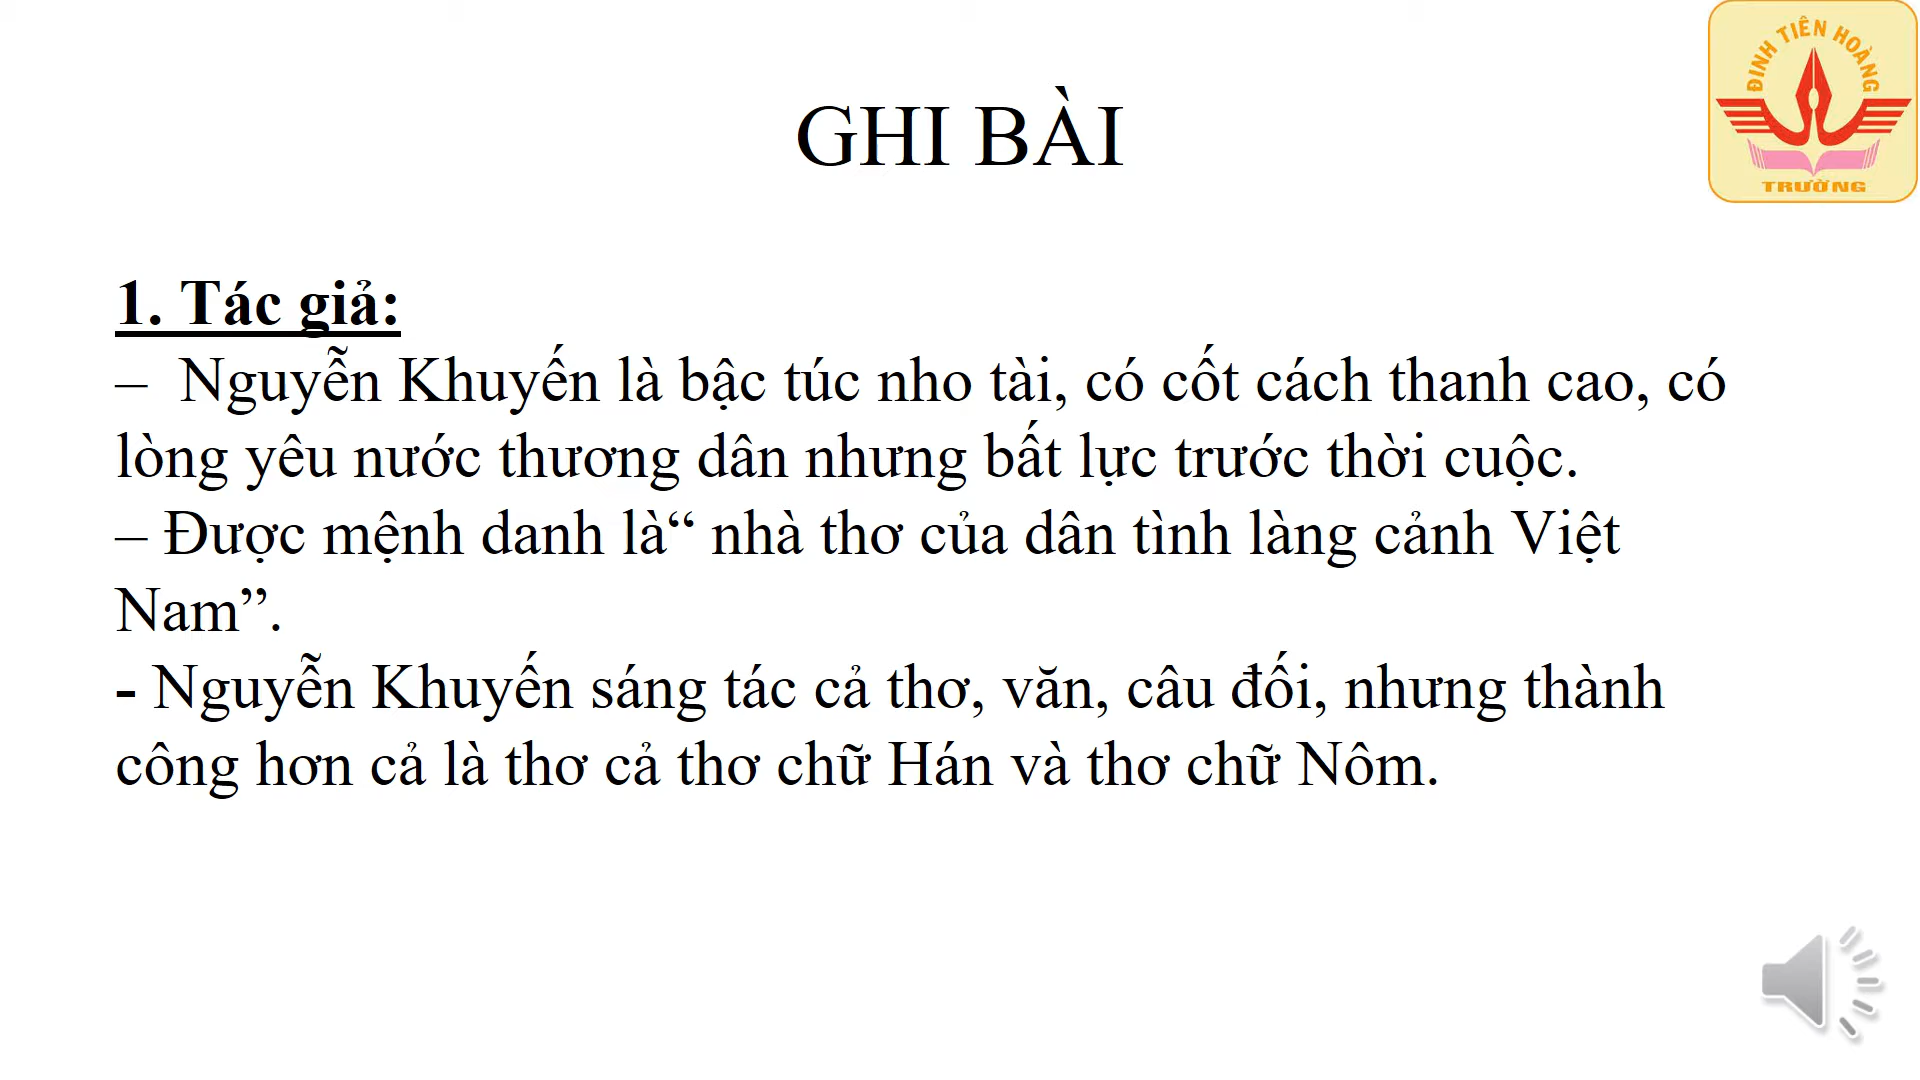 ĐINH TIÊN HOÀNG
TRƯỜNG
GHI BÀI
1. Tác giả:
–  Nguyễn Khuyến là bậc túc nho tài, có cốt cách thanh cao, có
lòng yêu nước thương dân nhưng bất lực trước thời cuộc.
– Được mệnh danh là“ nhà thơ của dân tình làng cảnh Việt
Nam”.
- Nguyễn Khuyến sáng tác cả thơ, văn, câu đối, nhưng thành
công hơn cả là thơ cả thơ chữ Hán và thơ chữ Nôm.